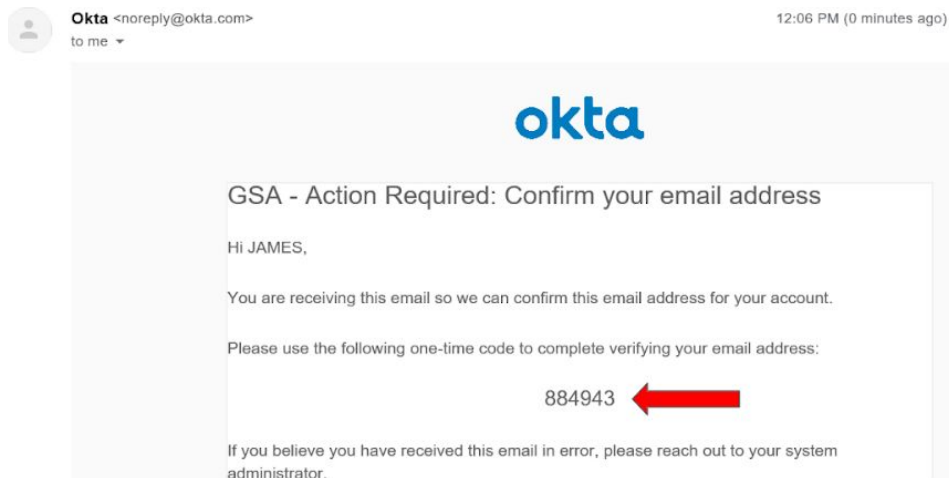 Okta <noreply@okta.com>
12:06 PM (0 minutes ago)
to me
okta
GSA - Action Required: Confirm your email address
Hi JAMES,
You are receiving this email so we can confirm this email address for your account.
Please use the following one-time code to complete verifying your email address:
884943
If you believe you have received this email in error, please reach out to your system
administrator.